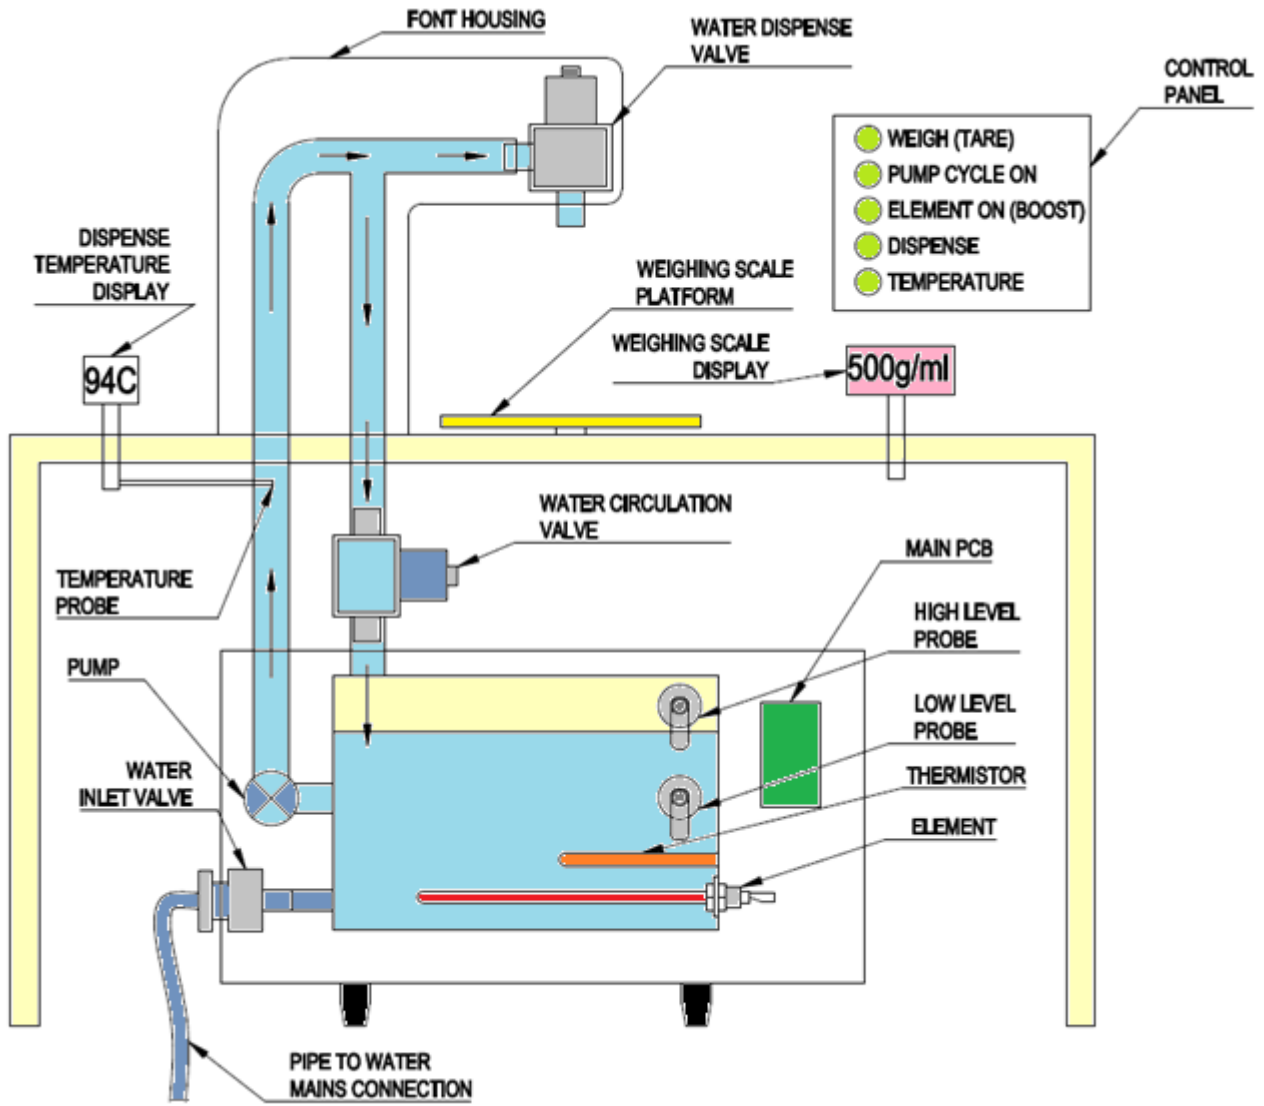 FONT HOUSING
WATER DISPENSE
VALVE
CONTROL
PANEL
WEIGH (TARE)
PUMP CYCLE ON
ELEMENT ON (BOOST)
DISPENSE
TEMPERATURE
DISPENSE
TEMPERATURE
DISPLAY
WEIGHING SCALE
PLATFORM
WEIGHING SCALE
DISPLAY
94C
500g/ml
WATER CIRCULATION
VALVE
MAIN PCB
TEMPERATURE
PROBE
HIGH LEVEL
PROBE
PUMP
LOW LEVEL
PROBE
WATER
INLET VALVE
THERMISTOR
ELEMENT
PIPE TO WATER
MAINS CONNECTION